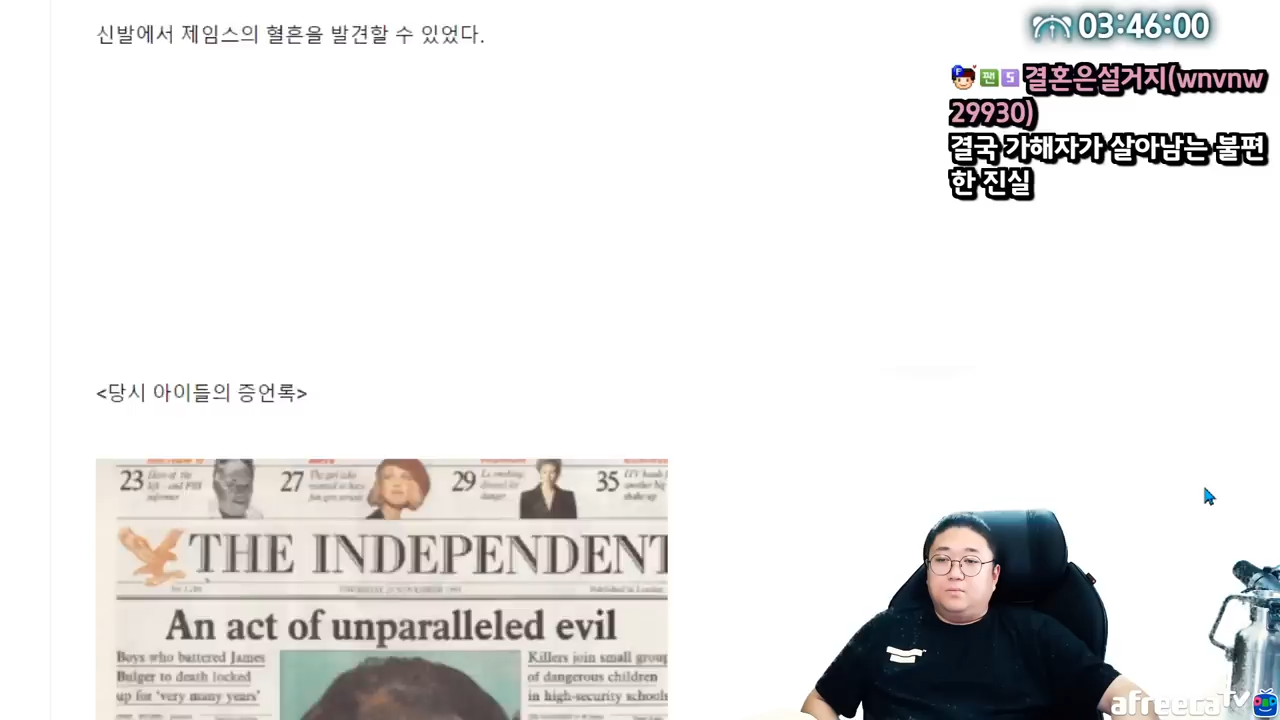 신발에서 제임스의 혈흔을 발견할 수 있었다.
03:46:00
팬 5 결혼은설거지(wnvnw
29930)
결국 가해자가 살아남는 불편
한 진실
<당시 아이들의 증언록>
23
27
29
35
THE INDEPENDENT
An act of unparalleled evil
Boys who battered James
Bulger to death locked
up for 'very many years'
Killers join small group
of dangerous children
in high-security schools
afreecaTV